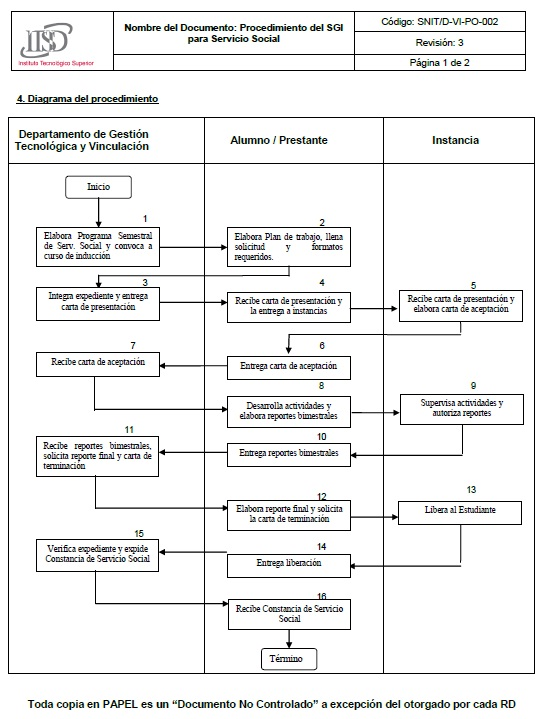 IISD
Instituto Tecnológico Superior
Nombre del Documento: Procedimiento del SGI
para Servicio Social
Código: SNIT/D-VI-PO-002
Revisión: 3
Página 1 de 2
4. Diagrama del procedimiento
Departamento de Gestión
Tecnológica y Vinculación
Alumno / Prestante
Instancia
Inicio
1
Elabora Programa Semestral
de Serv. Social y convoca a
curso de inducción
2
Elabora Plan de trabajo, llena
solicitud y formatos
requeridos.
3
Integra expediente y entrega
carta de presentación
4
Recibe carta de presentación y
la entrega a instancias
5
Recibe carta de presentación y
elabora carta de aceptación
6
Entrega carta de aceptación
7
Recibe carta de aceptación
8
Desarrolla actividades y
elabora reportes bimestrales
9
Supervisa actividades y
autoriza reportes
10
Entrega reportes bimestrales
11
Recibe reportes bimestrales,
solicita reporte final y carta de
terminación
12
Elabora reporte final y solicita
la carta de terminación
13
Libera al Estudiante
14
Entrega liberación
15
Verifica expediente y expide
Constancia de Servicio Social
16
Recibe Constancia de Servicio
Social
Término
Toda copia en PAPEL es un “Documento No Controlado” a excepción del otorgado por cada RD